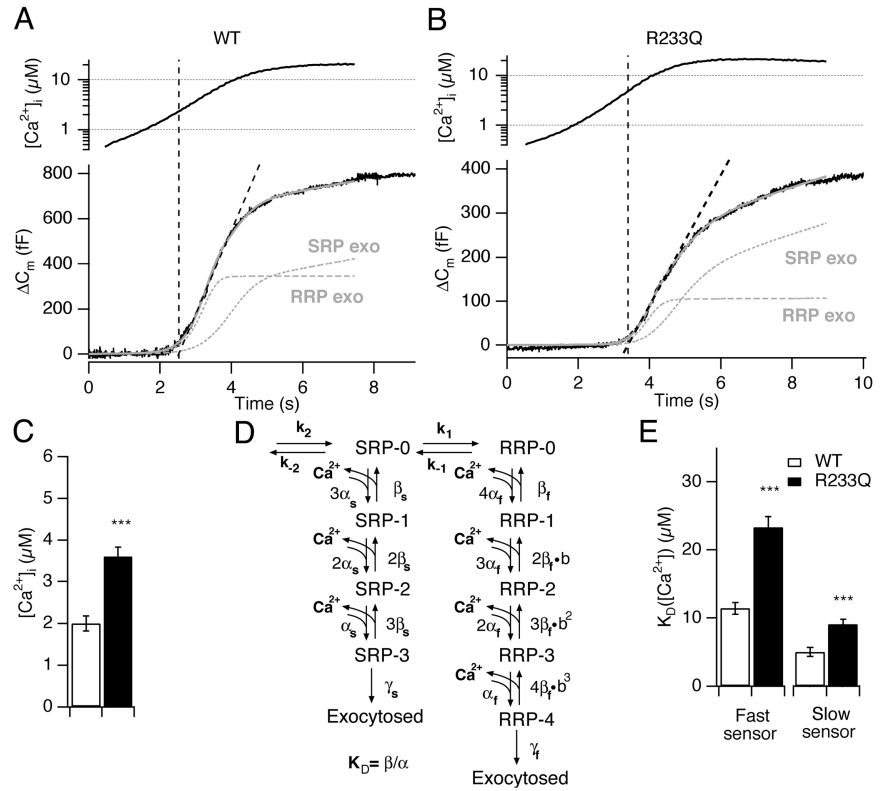 A
WT
[Ca2+]i (µM)
10
1
ΔCm (fF)
800
600
400
200
0
SRP exo
RRP exo
0 2 4 6 8
Time (s)
B
R233Q
[Ca2+]i (µM)
10
1
ΔCm (fF)
400
300
200
100
0
SRP exo
RRP exo
0 2 4 6 8 10
Time (s)
C
[Ca2+]i (µM)
6
5
4
3
2
1
0
***
D
k2
k-2
SRP-0
k1
k-1
RRP-0
Ca2+
3αs
βs
Ca2+
4αf
βf
SRP-1
RRP-1
Ca2+
2αs
2βs
Ca2+
3αf
2βf•b
SRP-2
RRP-2
Ca2+
αs
3βs
Ca2+
2αf
3βf•b2
SRP-3
RRP-3
γs
Ca2+
αf
4βf•b3
Exocytosed
RRP-4
γf
KD= β/α
Exocytosed
E
WT
R233Q
KD([Ca2+]) (µM)
30
20
10
0
***
***
Fast
sensor
Slow
sensor